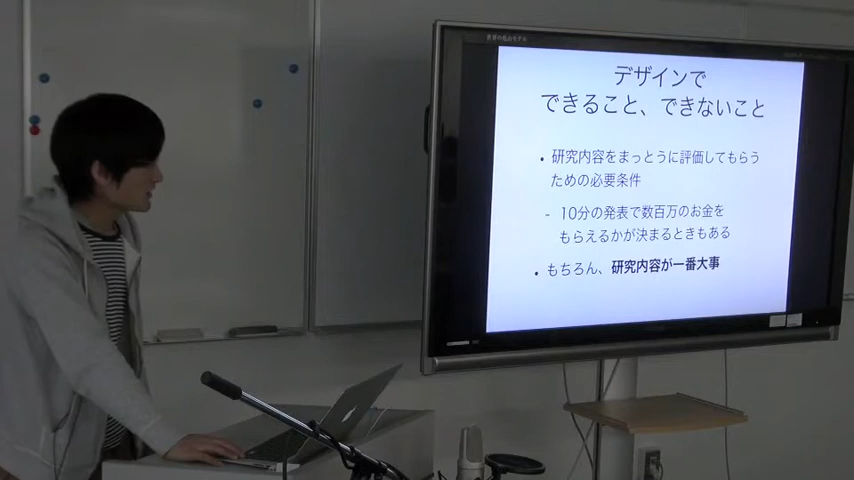 デザインで
できること、できないこと
• 研究内容をまっとうに評価してもらう
ための必要条件
- 10分の発表で数百万のお金を
もらえるかが決まるときもある
• もちろん、研究内容が一番大事